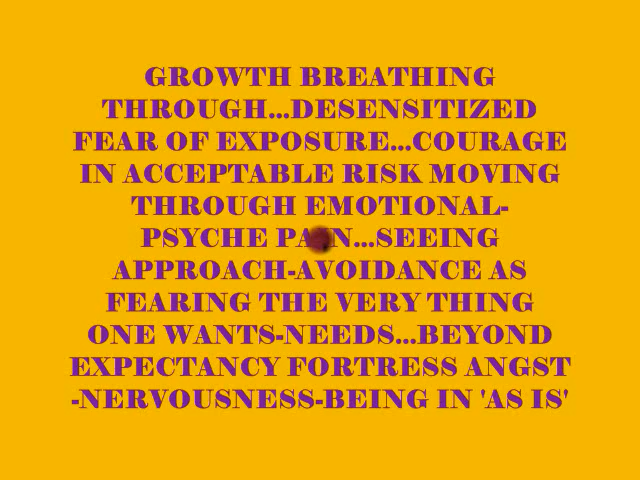 GROWTH BREATHING
THROUGH...DESENSITIZED
FEAR OF EXPOSURE...COURAGE
IN ACCEPTABLE RISK MOVING
THROUGH EMOTIONAL-
PSYCHE PAIN...SEEING
APPROACH-AVOIDANCE AS
FEARING THE VERY THING
ONE WANTS-NEEDS...BEYOND
EXPECTANCY FORTRESS ANGST
-NERVOUSNESS-BEING IN 'AS IS'